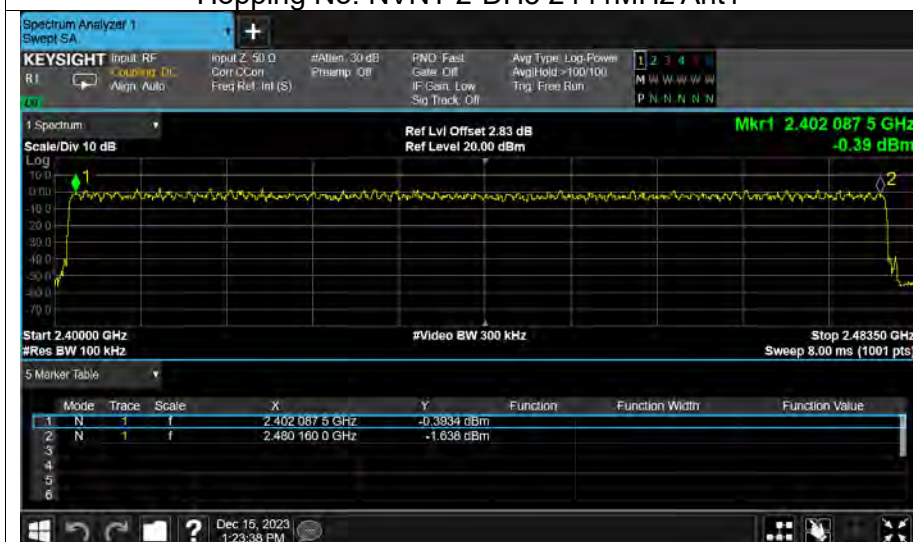 Hopping No. NVNT 2-DH5 2441MHz Ant1
Spectrum Analyzer 1
Swept SA
+
KEYSIGHT Input: RF Input Z: 50 Ω #Atten: 30 dB PNO: Fast Avg Type: Log-Power 1 2 3 4 5 6
R1 Coupling: DC Corr CCorr Preamp: Off Gate: Off Avg|Hold:>100/100 M W W W W W
Align: Auto Freq Ref: Int (S) IF Gain: Low Trig: Free Run
Sig Track: Off P N N N N N
1 Spectrum
Ref Lvl Offset 2.83 dB Mkr1 2.402 087 5 GHz
Scale/Div 10 dB Ref Level 20.00 dBm -0.39 dBm
Log
10.0
0.00
-10.0
-20.0
-30.0
-40.0
-50.0
-60.0
-70.0
1
2
Start 2.40000 GHz #Video BW 300 kHz Stop 2.48350 GHz
#Res BW 100 kHz Sweep 8.00 ms (1001 pts)
5 Marker Table
Mode Trace Scale X Y Function Function Width Function Value
1 N 1 f 2.402 087 5 GHz -0.3934 dBm
2 N 1 f 2.480 160 0 GHz -1.638 dBm
3
4
5
6
? Dec 15, 2023
1:23:38 PM